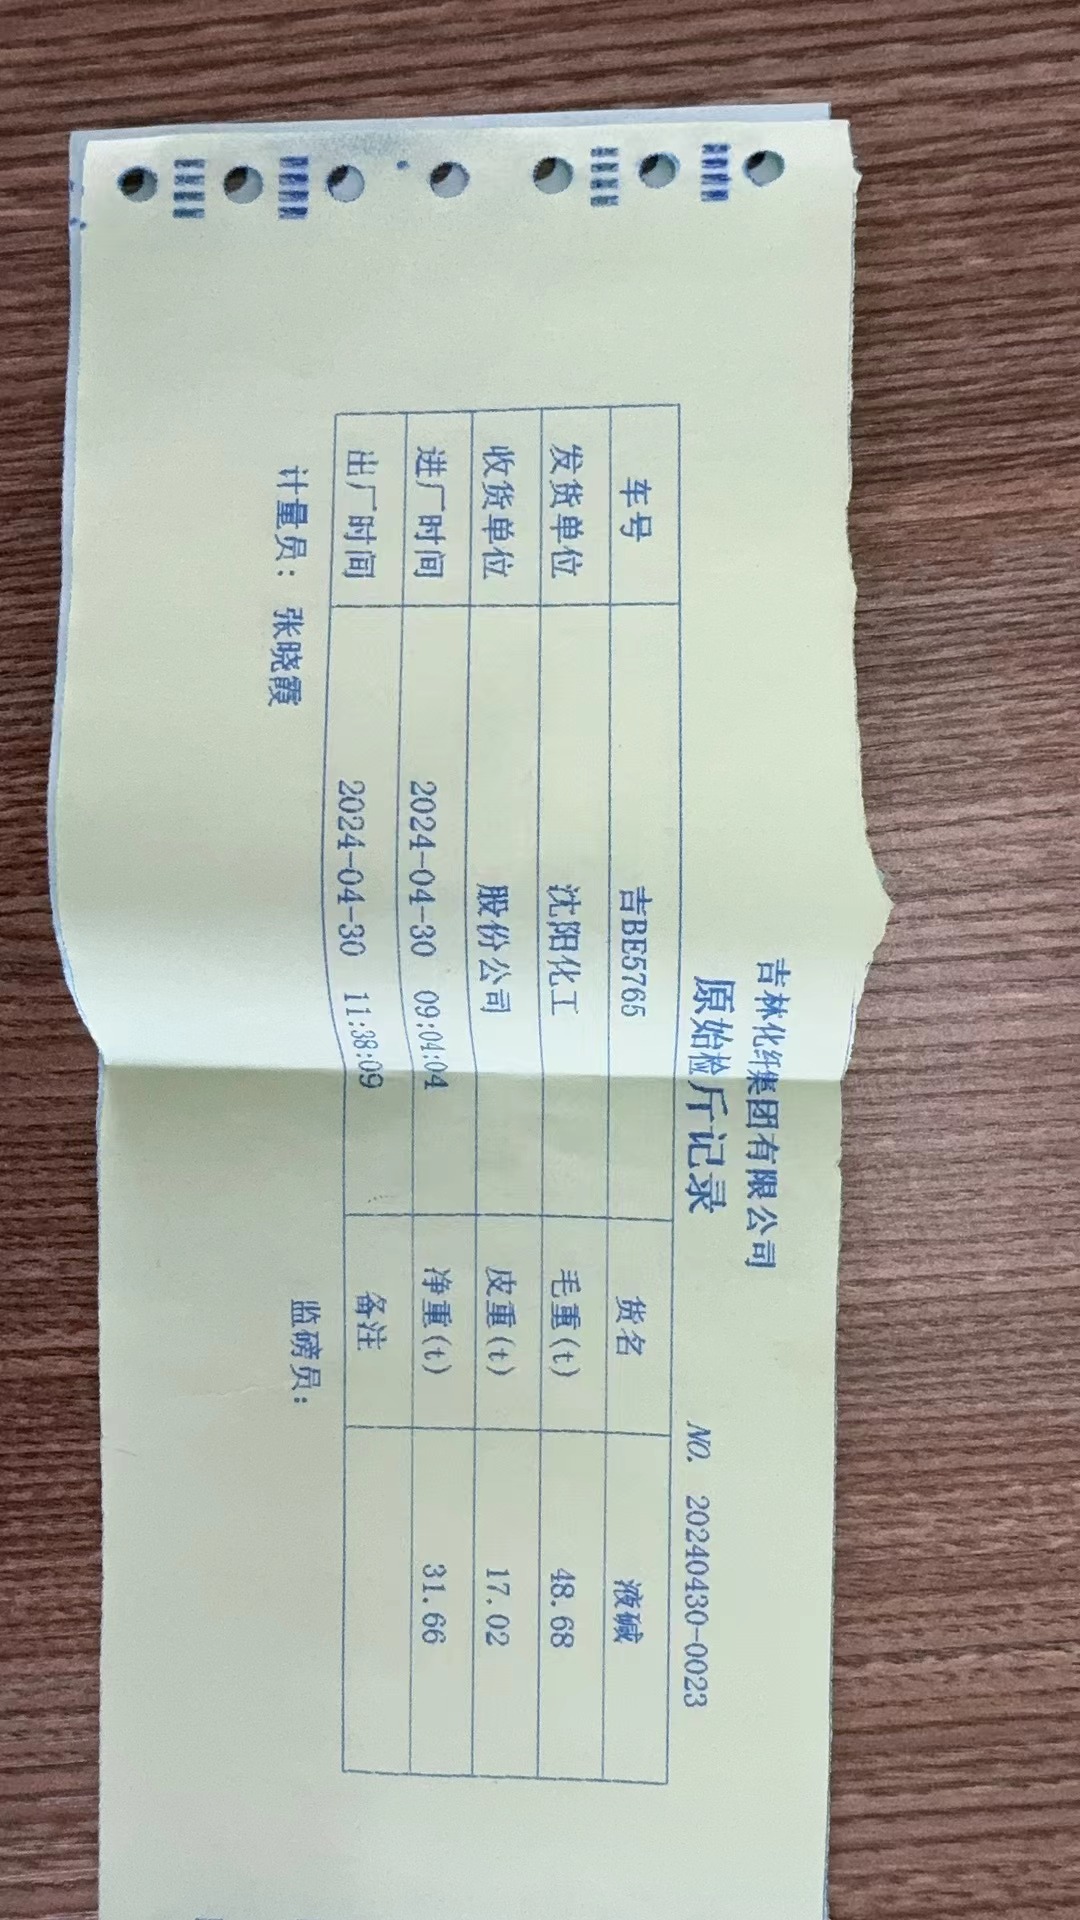 吉林化纤集团有限公司
原始检斤记录
NO. 20240430-0023
车号 吉BE5765 货名 液碱
发货单位 沈阳化工 毛重(t) 48.68
收货单位 股份公司 皮重(t) 17.02
进厂时间 2024-04-30 09:04:04 净重(t) 31.66
出厂时间 2024-04-30 11:38:09 备注
计量员: 张晓霞 监磅员: